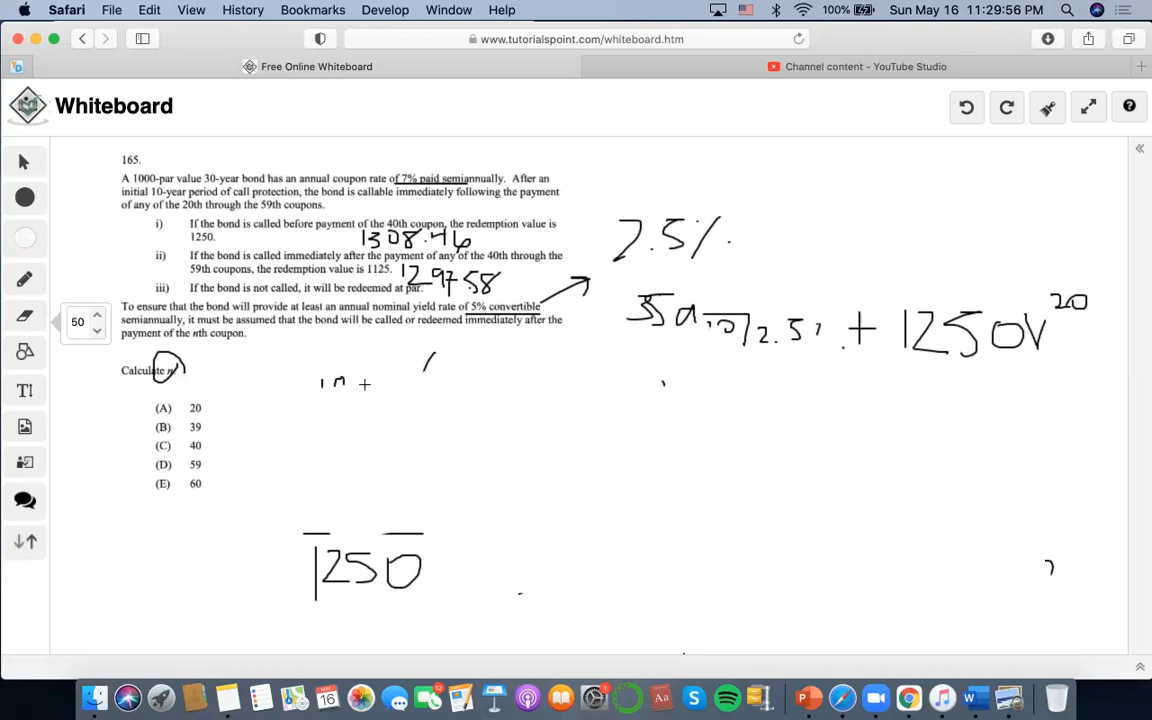 Safari File Edit View History Bookmarks Develop Window Help 100% Sun May 16 11:29:56 PM
www.tutorialspoint.com/whiteboard.htm
Free Online Whiteboard
Channel content - YouTube Studio
Whiteboard
165.
A 1000-par value 30-year bond has an annual coupon rate of 7% paid semiannually. After an
initial 10-year period of call protection, the bond is callable immediately following the payment
of any of the 20th through the 59th coupons.
i) If the bond is called before payment of the 40th coupon, the redemption value is
1250.
1308.46
ii) If the bond is called immediately after the payment of any of the 40th through the
59th coupons, the redemption value is 1125.
1297.58
iii) If the bond is not called, it will be redeemed at par.
To ensure that the bond will provide at least an annual nominal yield rate of 5% convertible
semiannually, it must be assumed that the bond will be called or redeemed immediately after the
payment of the nth coupon.
2.5%
2.5% + 1250v^20
50
Calculate n.
(A) 20
(B) 39
(C) 40
(D) 59
(E) 60
1250